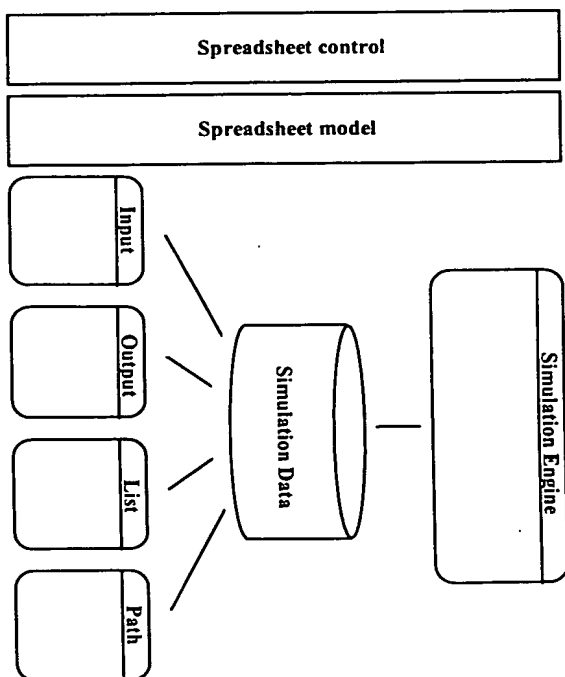 Spreadsheet control
Spreadsheet model
Input
Output
List
Path
Simulation Data
Simulation Engine